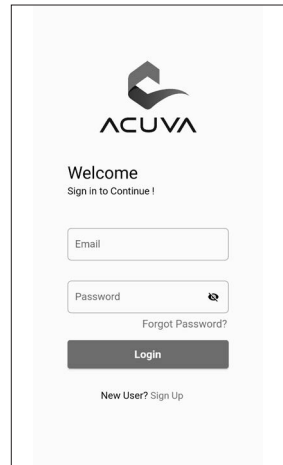 ACUVA
Welcome
Sign in to Continue !
Email
Password
Forgot Password?
Login
New User? Sign Up